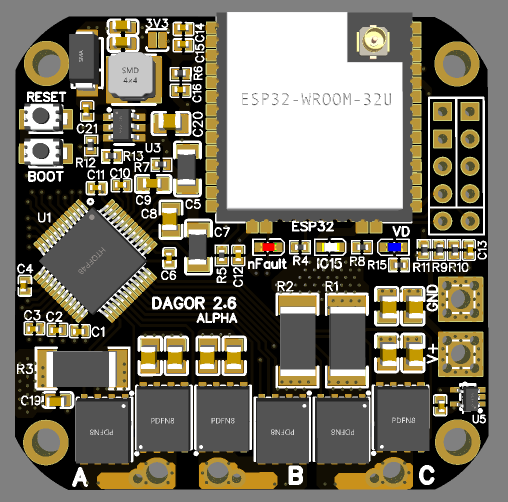 3V3
C14
C15
SMA
SMD
4x4
R6
C16
ESP32-WROOM-32U
RESET
C21
C20
U3
R12
R13
BOOT
R7
C11
C10
C9
C5
U1
C8
C7
HTQFP48
C6
R5
C12
ESP32
VD
nFault
R4
iC15
R8
R15
R11
R9
R10
C13
C4
DAGOR 2.6
ALPHA
R2
R1
GND
C3
C2
C1
V+
R3
C19
PDFN8
PDFN8
PDFN8
PDFN8
PDFN8
PDFN8
U5
A
B
C